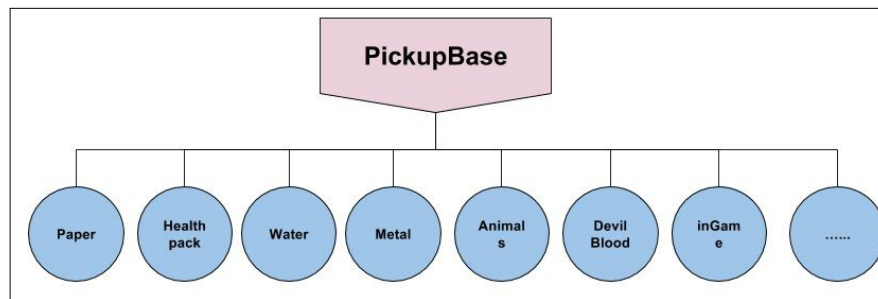 PickupBase
Paper
Health
pack
Water
Metal
Animal
s
Devil
Blood
inGam
e
......